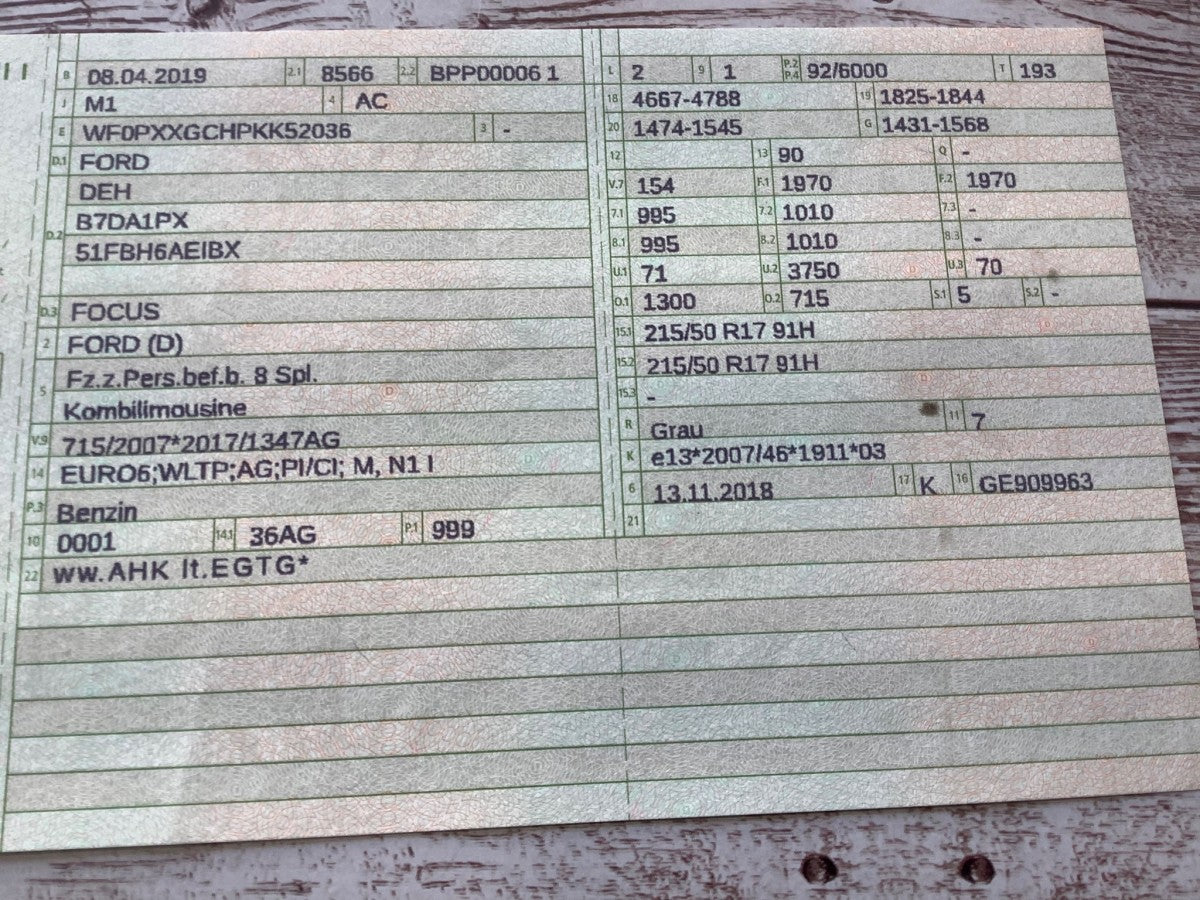 II
B 08.04.2019 2.1 8566 2.2 BPP00006 1
J M1 4 AC
E WF0PXXGCHPKK52036 3 -
D.1 FORD
DEH
D.2 B7DA1PX
51FBH6AEIBX
D.3 FOCUS
2 FORD (D)
5 Fz.z.Pers.bef.b. 8 Spl.
Kombilimousine
V.9 715/2007*2017/1347AG
14 EURO6;WLTP;AG;PI/CI; M, N1 I
P.3 Benzin
10 0001 14.1 36AG P.1 999
22 ww.AHK lt.EGTG*
L 2 9 1 P.2 P.4 92/6000 T 193
18 4667-4788 19 1825-1844
20 1474-1545 G 1431-1568
12 13 90 Q -
V.7 154 F.1 1970 F.2 1970
7.1 995 7.2 1010 7.3 -
8.1 995 8.2 1010 8.3 -
U.1 71 U.2 3750 U.3 70
O.1 1300 O.2 715 S.1 5 S.2 -
15.1 215/50 R17 91H
15.2 215/50 R17 91H
15.3 -
R Grau 11 7
K e13*2007/46*1911*03
6 13.11.2018 17 K 16 GE909963
21